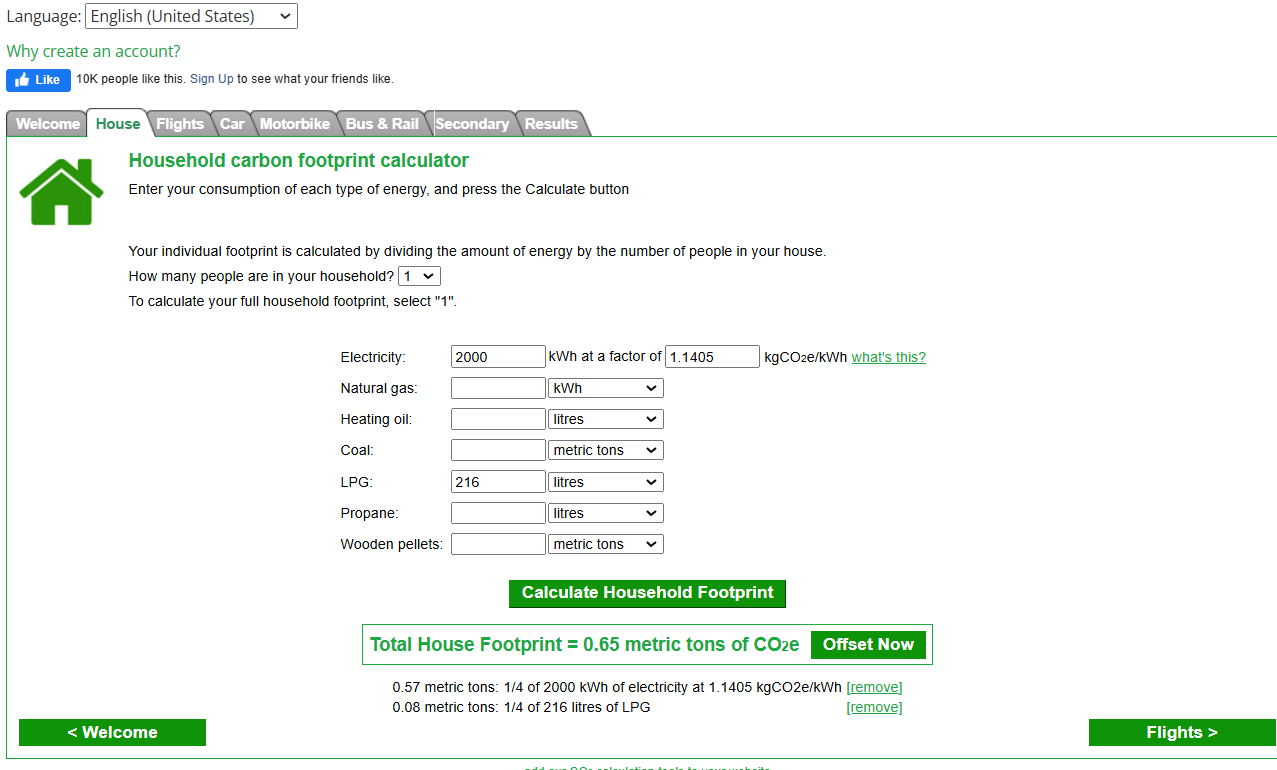 Language: English (United States)
Why create an account?
Like 10K people like this. Sign Up to see what your friends like.
Welcome House Flights Car Motorbike Bus & Rail Secondary Results
Household carbon footprint calculator
Enter your consumption of each type of energy, and press the Calculate button
Your individual footprint is calculated by dividing the amount of energy by the number of people in your house.
How many people are in your household? 1
To calculate your full household footprint, select "1".
Electricity: 2000 kWh at a factor of 1.1405 kgCO2e/kWh what's this?
Natural gas: kWh
Heating oil: litres
Coal: metric tons
LPG: 216 litres
Propane: litres
Wooden pellets: metric tons
Calculate Household Footprint
Total House Footprint = 0.65 metric tons of CO2e Offset Now
0.57 metric tons: 1/4 of 2000 kWh of electricity at 1.1405 kgCO2e/kWh [remove]
0.08 metric tons: 1/4 of 216 litres of LPG [remove]
< Welcome Flights >